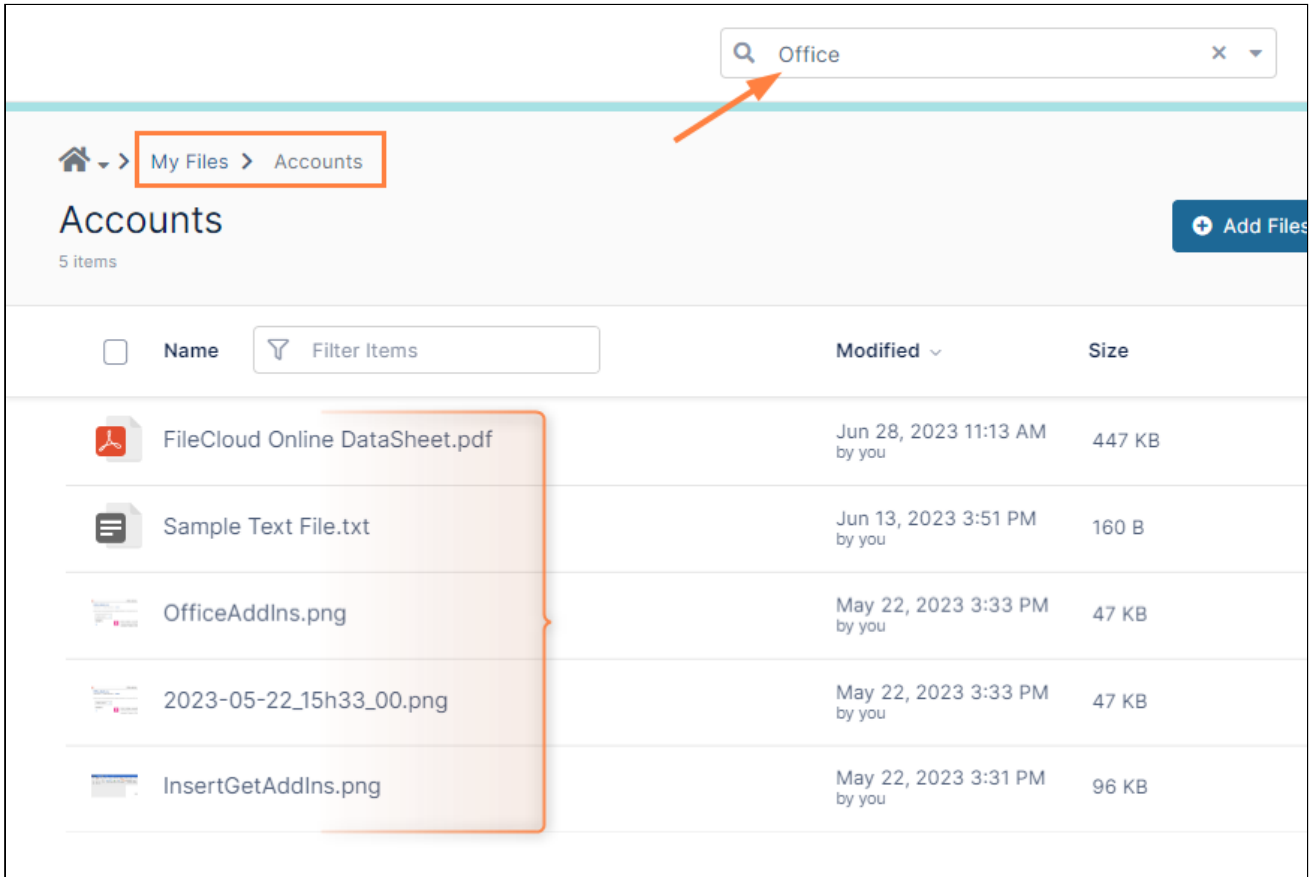 Office
My Files Accounts
Accounts
Add Files
5 items
Name Filter Items Modified Size
FileCloud Online DataSheet.pdf Jun 28, 2023 11:13 AM 447 KB
by you
Sample Text File.txt Jun 13, 2023 3:51 PM 160 B
by you
OfficeAddIns.png May 22, 2023 3:33 PM 47 KB
by you
2023-05-22_15h33_00.png May 22, 2023 3:33 PM 47 KB
by you
InsertGetAddIns.png May 22, 2023 3:31 PM 96 KB
by you